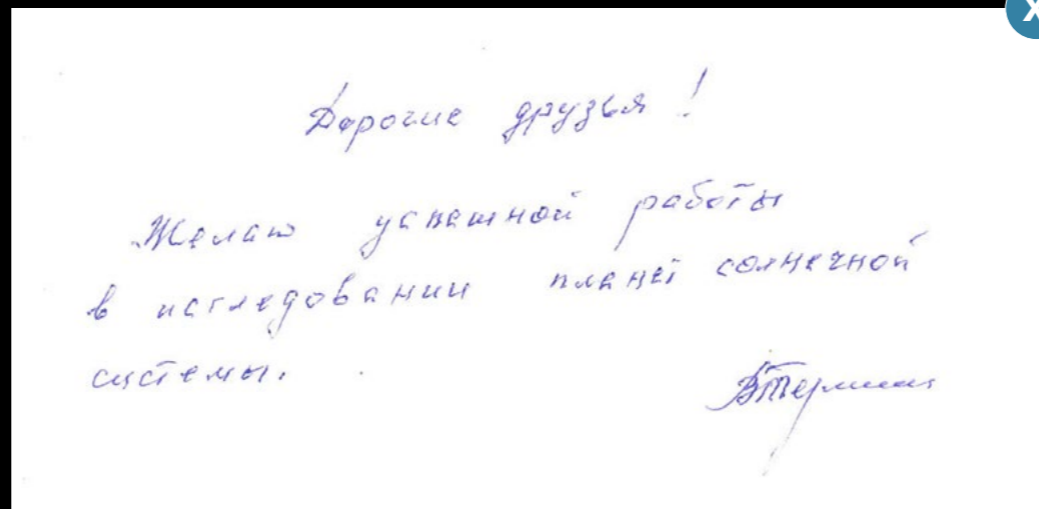 Дорогие друзья!
Желаю успешной работы
в исследовании планет солнечной
системы.